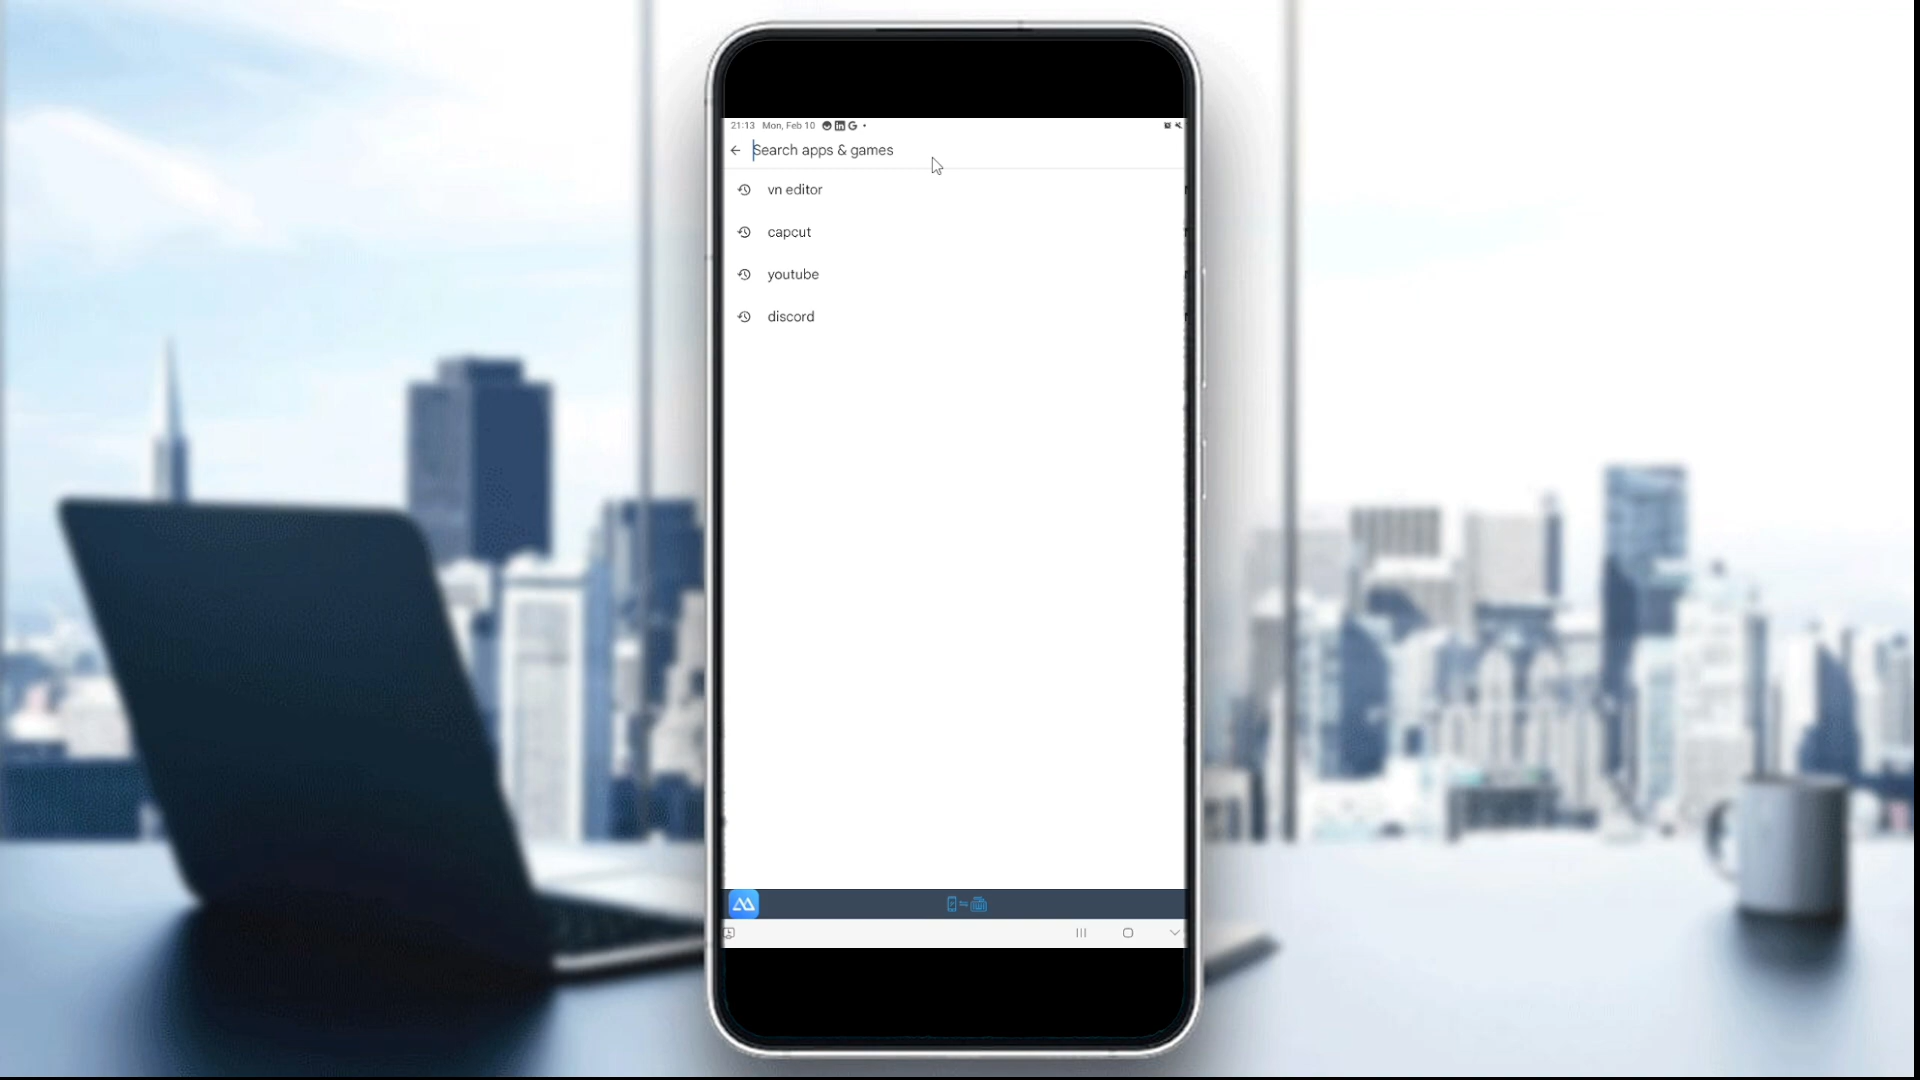 21:13 Mon, Feb 10
Search apps & games
vn editor
capcut
youtube
discord